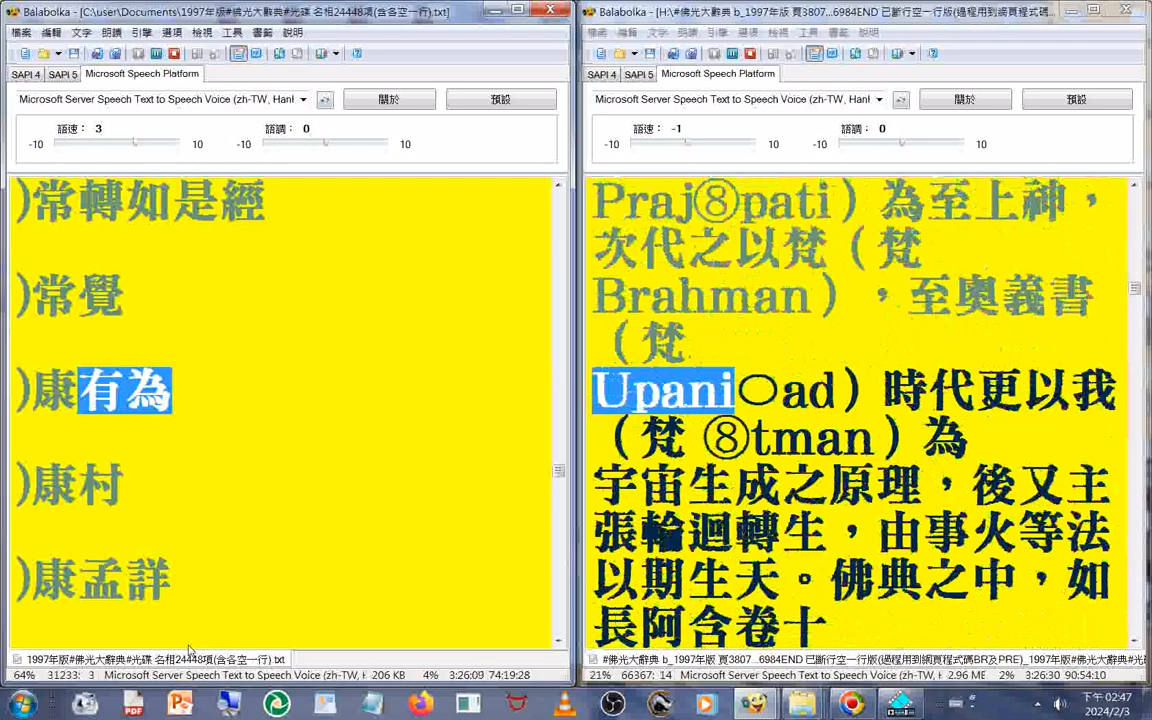 Balabolka - [C:\user\Documents\1997年版#佛光大辭典#光碟 名相24448項(含各空一行).txt]
檔案 編輯 文字 朗讀 引擎 選項 檢視 工具 書籤 說明
SAPI 4 SAPI 5 Microsoft Speech Platform
Microsoft Server Speech Text to Speech Voice (zh-TW, Hanl
關於 預設
語速： 3 語調： 0
-10 10 -10 10
)常轉如是經
)常覺
)康有為
)康村
)康孟詳
1997年版#佛光大辭典#光碟 名相24448項(含各空一行).txt
64% 31233: 3 Microsoft Server Speech Text to Speech Voice (zh-TW, H 206 KB 4% 3:26:09 74:19:28
Balabolka - [H:\#佛光大辭典 b_1997年版 頁3807...6984END 已斷行空一行版(過程用到網頁程式碼
檔案 編輯 文字 朗讀 引擎 選項 檢視 工具 書籤 說明
SAPI 4 SAPI 5 Microsoft Speech Platform
Microsoft Server Speech Text to Speech Voice (zh-TW, Hanl
關於 預設
語速： -1 語調： 0
-10 10 -10 10
Praj⑧pati）為至上神，
次代之以梵（梵
Brahman），至奧義書
（梵
Upani○ad）時代更以我
（梵 ⑧tman）為
宇宙生成之原理，後又主
張輪迴轉生，由事火等法
以期生天。佛典之中，如
長阿含卷十
#佛光大辭典 b_1997年版 頁3807...6984END 已斷行空一行版(過程用到網頁程式碼BR及PRE)_1997年版#光
21% 66367: 14 Microsoft Server Speech Text to Speech Voice (zh-TW, H 2.96 ME 2% 3:26:30 90:54:10
下午 02:47
2024/2/3